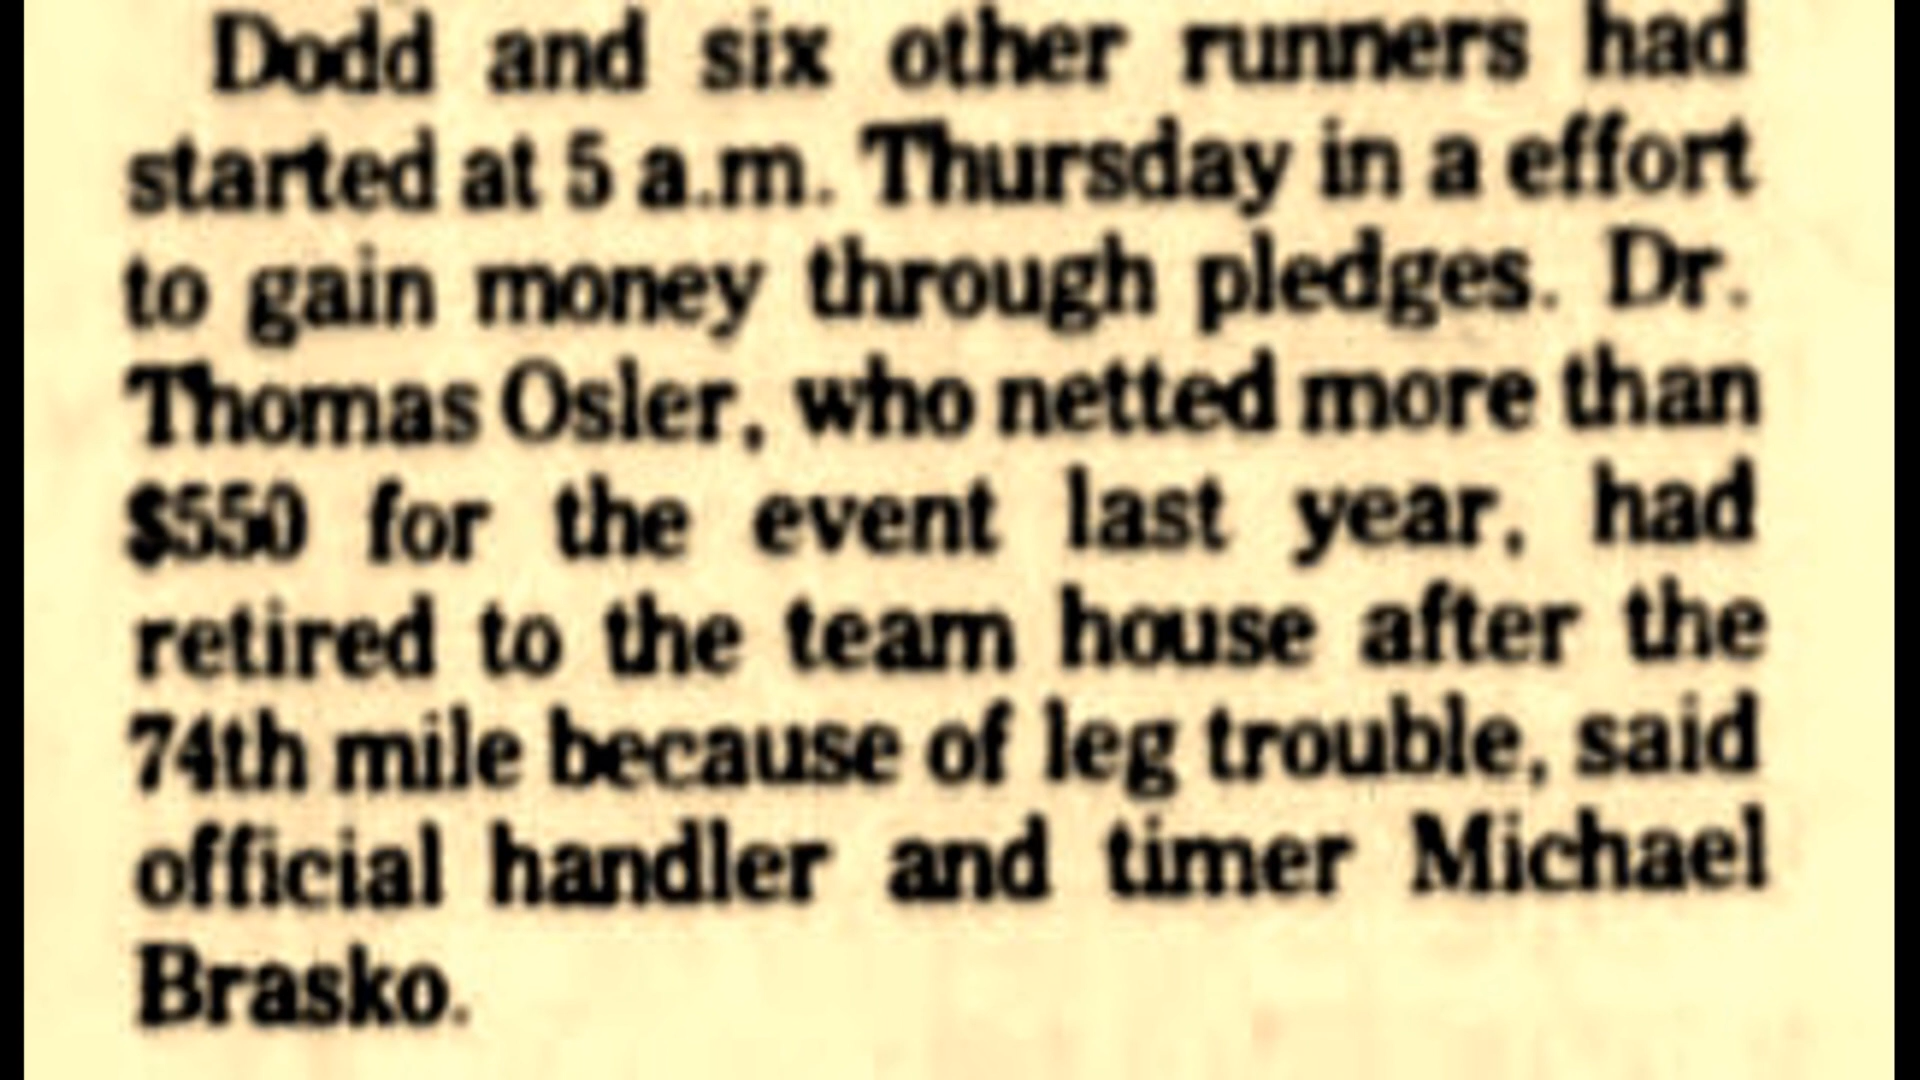 Dodd and six other runners had
started at 5 a.m. Thursday in a effort
to gain money through pledges. Dr.
Thomas Osler, who netted more than
$550 for the event last year, had
retired to the team house after the
74th mile because of leg trouble, said
official handler and timer Michael
Brasko.